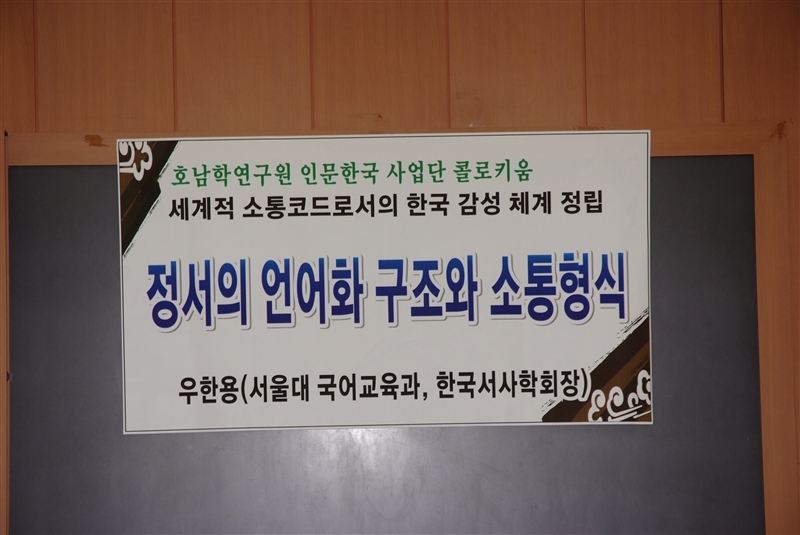 호남학연구원 인문한국 사업단 콜로키움
세계적 소통코드로서의 한국 감성 체계 정립
정서의 언어화 구조와 소통형식
우한용(서울대 국어교육과, 한국서사학회장)